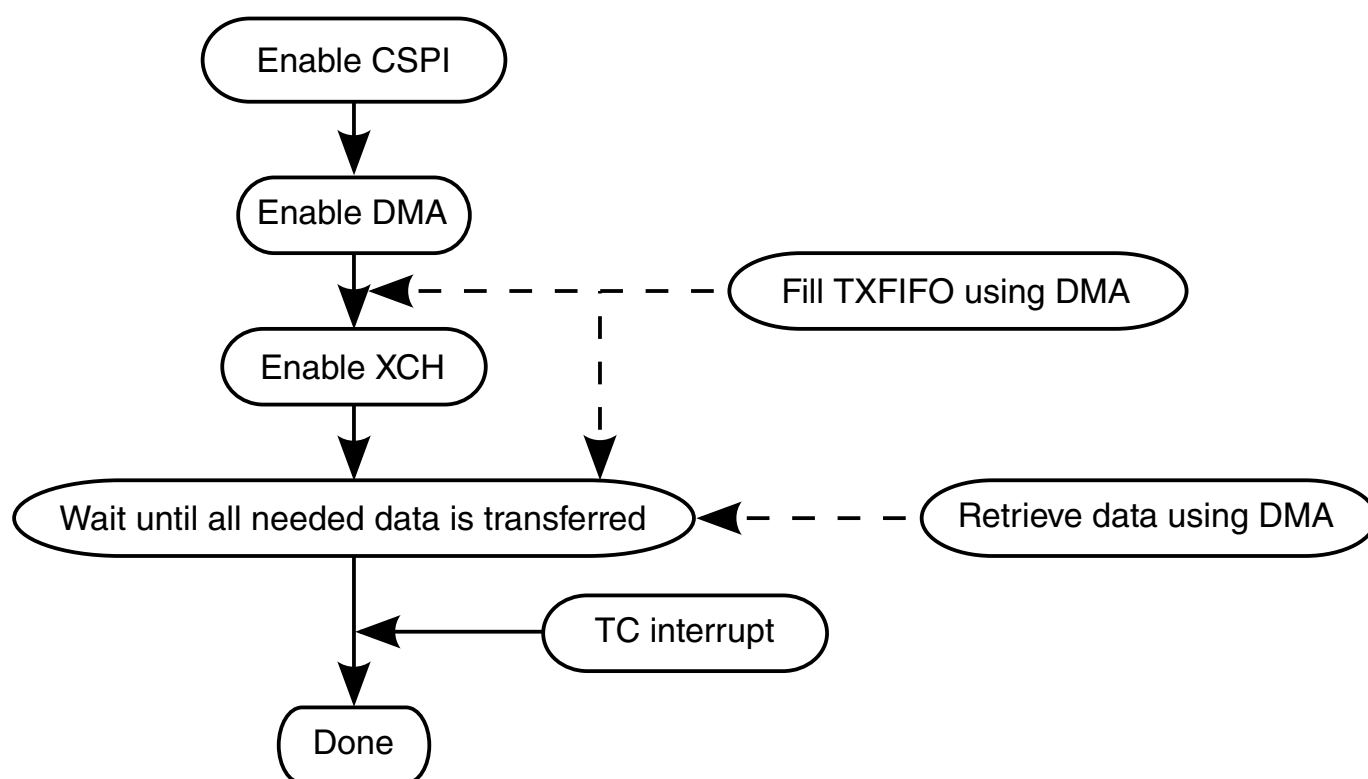 Enable CSPI
Enable DMA
Fill TXFIFO using DMA
Enable XCH
Wait until all needed data is transferred
Retrieve data using DMA
TC interrupt
Done